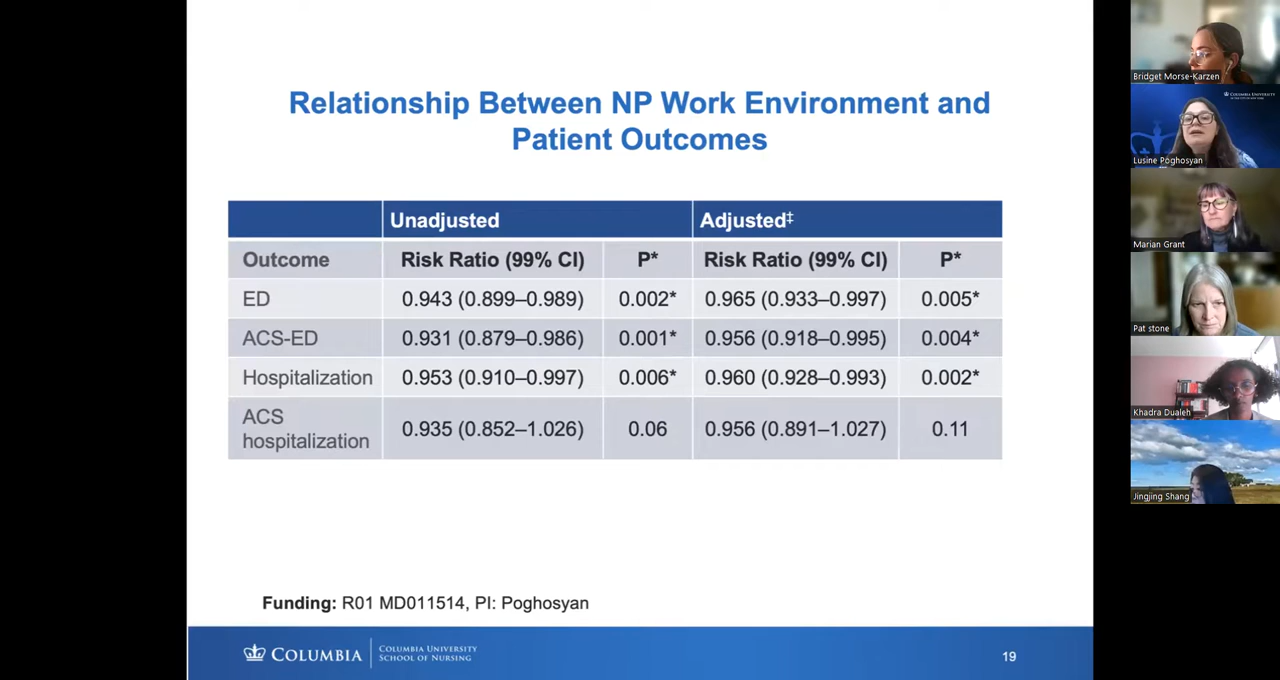 Relationship Between NP Work Environment and
Patient Outcomes
Unadjusted Adjusted‡
Outcome Risk Ratio (99% CI) P* Risk Ratio (99% CI) P*
ED 0.943 (0.899–0.989) 0.002* 0.965 (0.933–0.997) 0.005*
ACS-ED 0.931 (0.879–0.986) 0.001* 0.956 (0.918–0.995) 0.004*
Hospitalization 0.953 (0.910–0.997) 0.006* 0.960 (0.928–0.993) 0.002*
ACS
hospitalization 0.935 (0.852–1.026) 0.06 0.956 (0.891–1.027) 0.11
Funding: R01 MD011514, PI: Poghosyan
COLUMBIA
COLUMBIA UNIVERSITY
SCHOOL OF NURSING
19
Bridget Morse-Karzen
COLUMBIA UNIVERSITY
Lusine Poghosyan
Marian Grant
Pat stone
Khadra Dualeh
Jingjing Shang